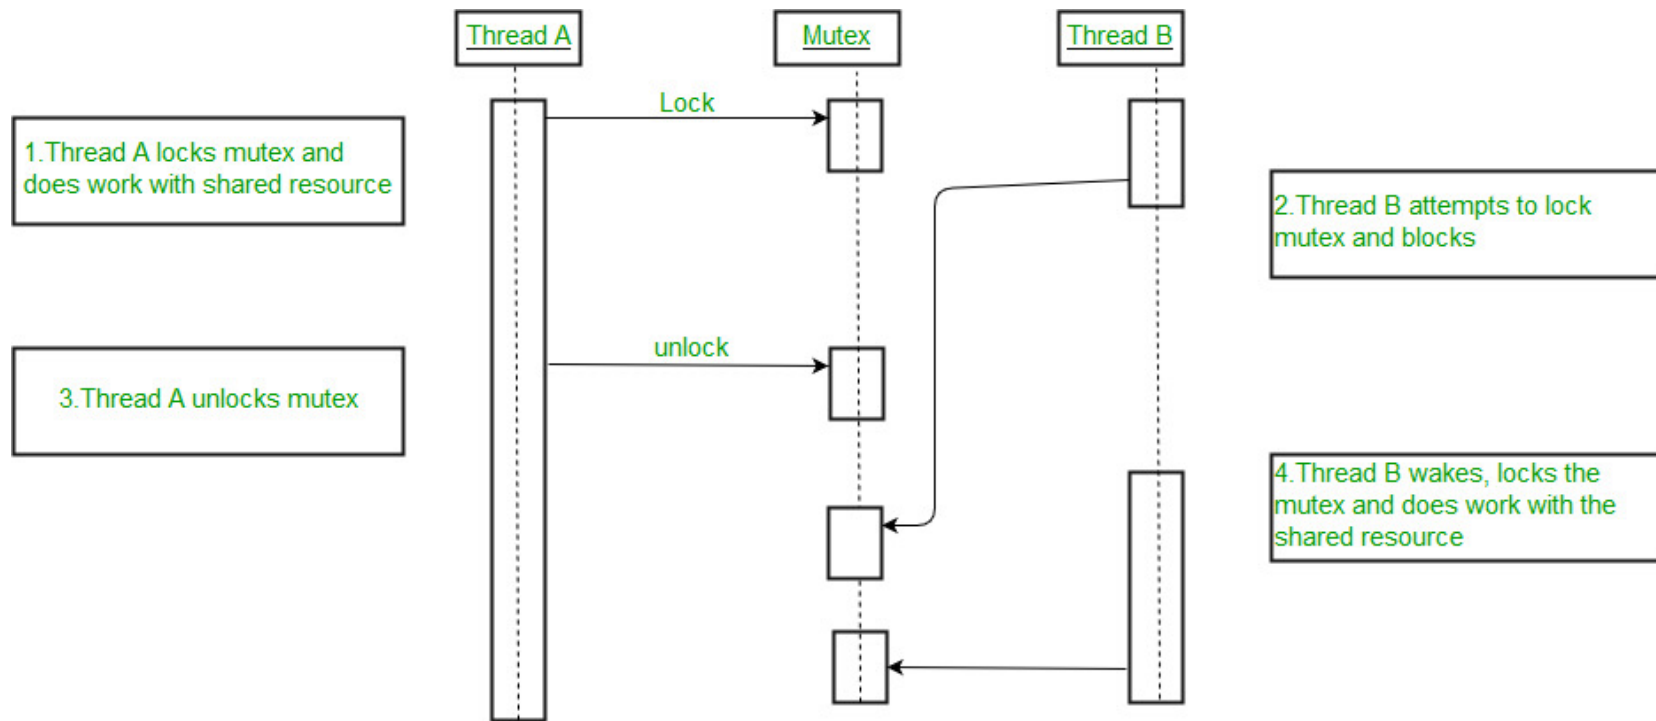 Thread A
Mutex
Thread B
Lock
1.Thread A locks mutex and
does work with shared resource
2.Thread B attempts to lock
mutex and blocks
unlock
3.Thread A unlocks mutex
4.Thread B wakes, locks the
mutex and does work with the
shared resource